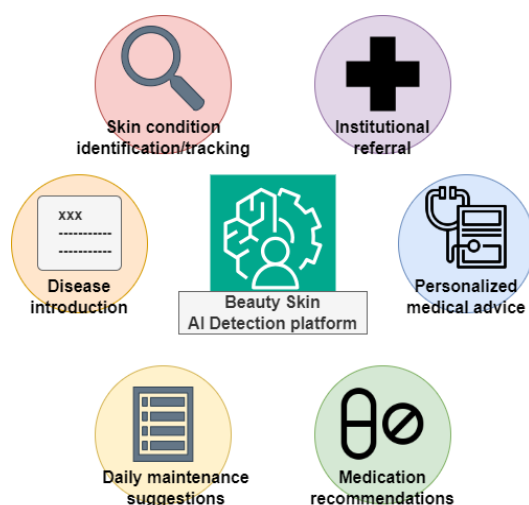 Skin condition
identification/tracking
Institutional
referral
xxx
-----------
-----------
Disease
introduction
Beauty Skin
AI Detection platform
Personalized
medical advice
Daily maintenance
suggestions
Medication
recommendations